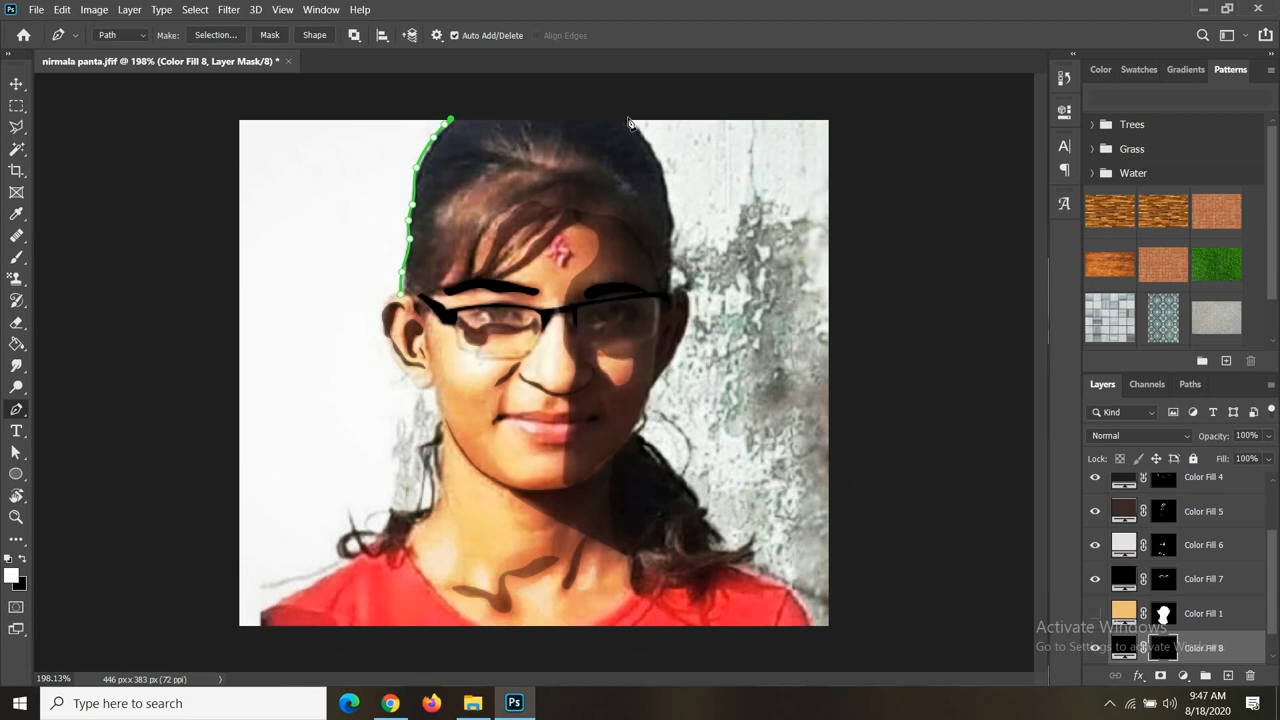 Ps File Edit Image Layer Type Select Filter 3D View Window Help
Path Make: Selection... Mask Shape Auto Add/Delete Align Edges
nirmala panta.jfif @ 198% (Color Fill 8, Layer Mask/8) *
Color Swatches Gradients Patterns
Trees
Grass
Water
Layers Channels Paths
Kind
Normal Opacity: 100%
Lock: Fill: 100%
Color Fill 4
Color Fill 5
Color Fill 6
Color Fill 7
Color Fill 1
Color Fill 8
Activate Windows
Go to Settings to activate Windows.
198.13% 446 px x 383 px (72 ppi)
Type here to search
Ps
9:47 AM
8/18/2020